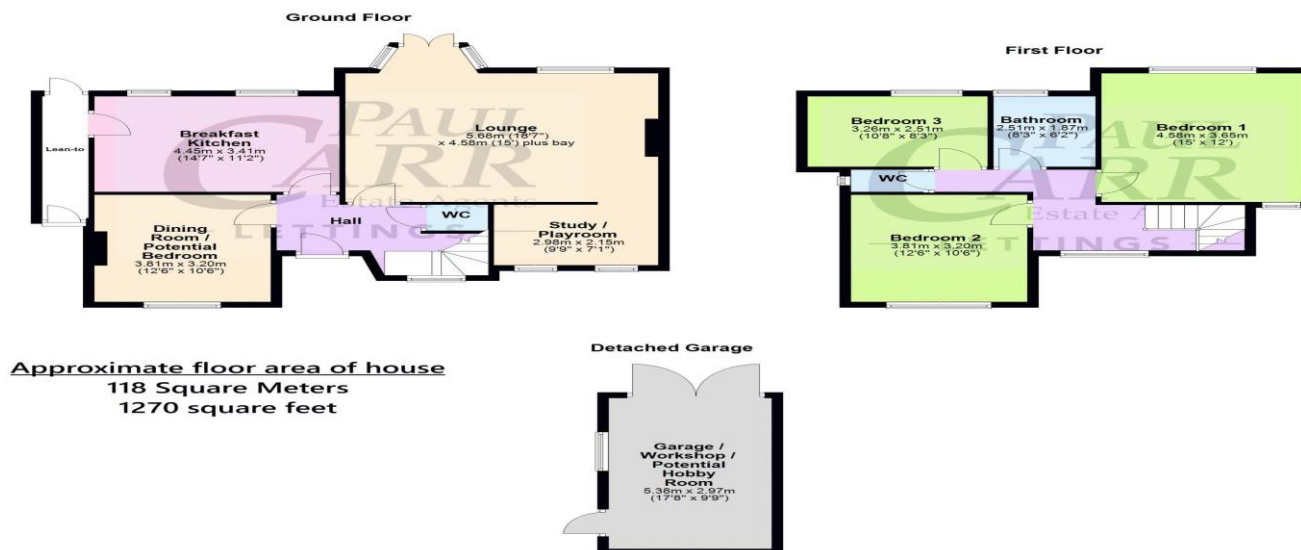 Ground Floor
Lean-to
Breakfast
Kitchen
4.45m x 3.41m
(14'7" x 11'2")
Lounge
5.68m (18'7")
x 4.58m (15') plus bay
Dining
Room /
Potential
Bedroom
3.81m x 3.20m
(12'6" x 10'6")
Hall
WC
Study /
Playroom
2.98m x 2.15m
(9'9" x 7'1")
PAUL
CARR
Estate Agents
LETTINGS
First Floor
Bedroom 3
3.26m x 2.51m
(10'8" x 8'3")
Bathroom
2.51m x 1.87m
(8'3" x 6'2")
Bedroom 1
4.58m x 3.65m
(15' x 12')
WC
Bedroom 2
3.81m x 3.20m
(12'6" x 10'6")
PAUL
CARR
Estate A
LETTINGS
Approximate floor area of house
118 Square Meters
1270 square feet
Detached Garage
Garage /
Workshop /
Potential
Hobby
Room
5.38m x 2.97m
(17'8" x 9'9")